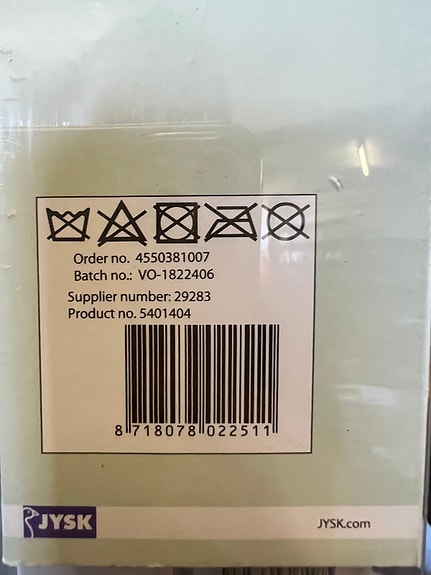 Order no. 4550381007
Batch no.: VO-1822406
Supplier number: 29283
Product no. 5401404
8 718078 022511
JYSK
JYSK.com